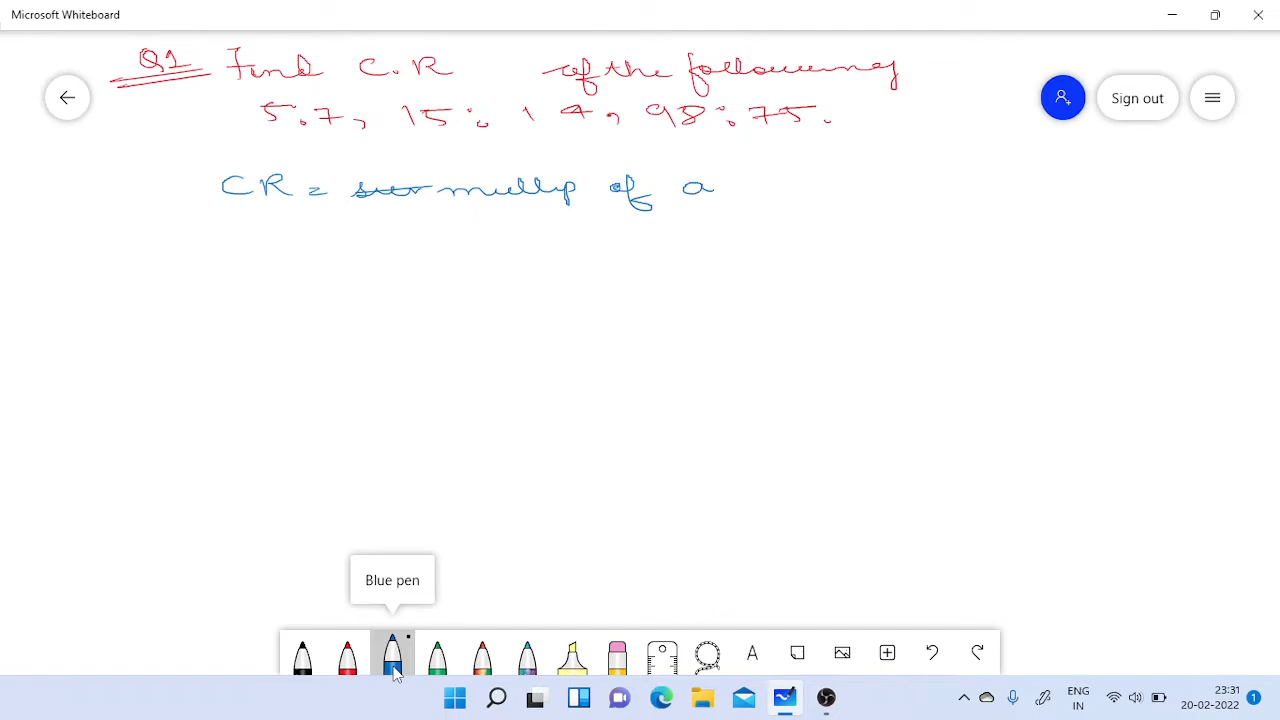 Microsoft Whiteboard
Q1 Find C.R of the following
Sign out
5:7, 15:14, 98:75.
CR = multip of a
Blue pen
A
ENG
IN
23:31
20-02-2022
1